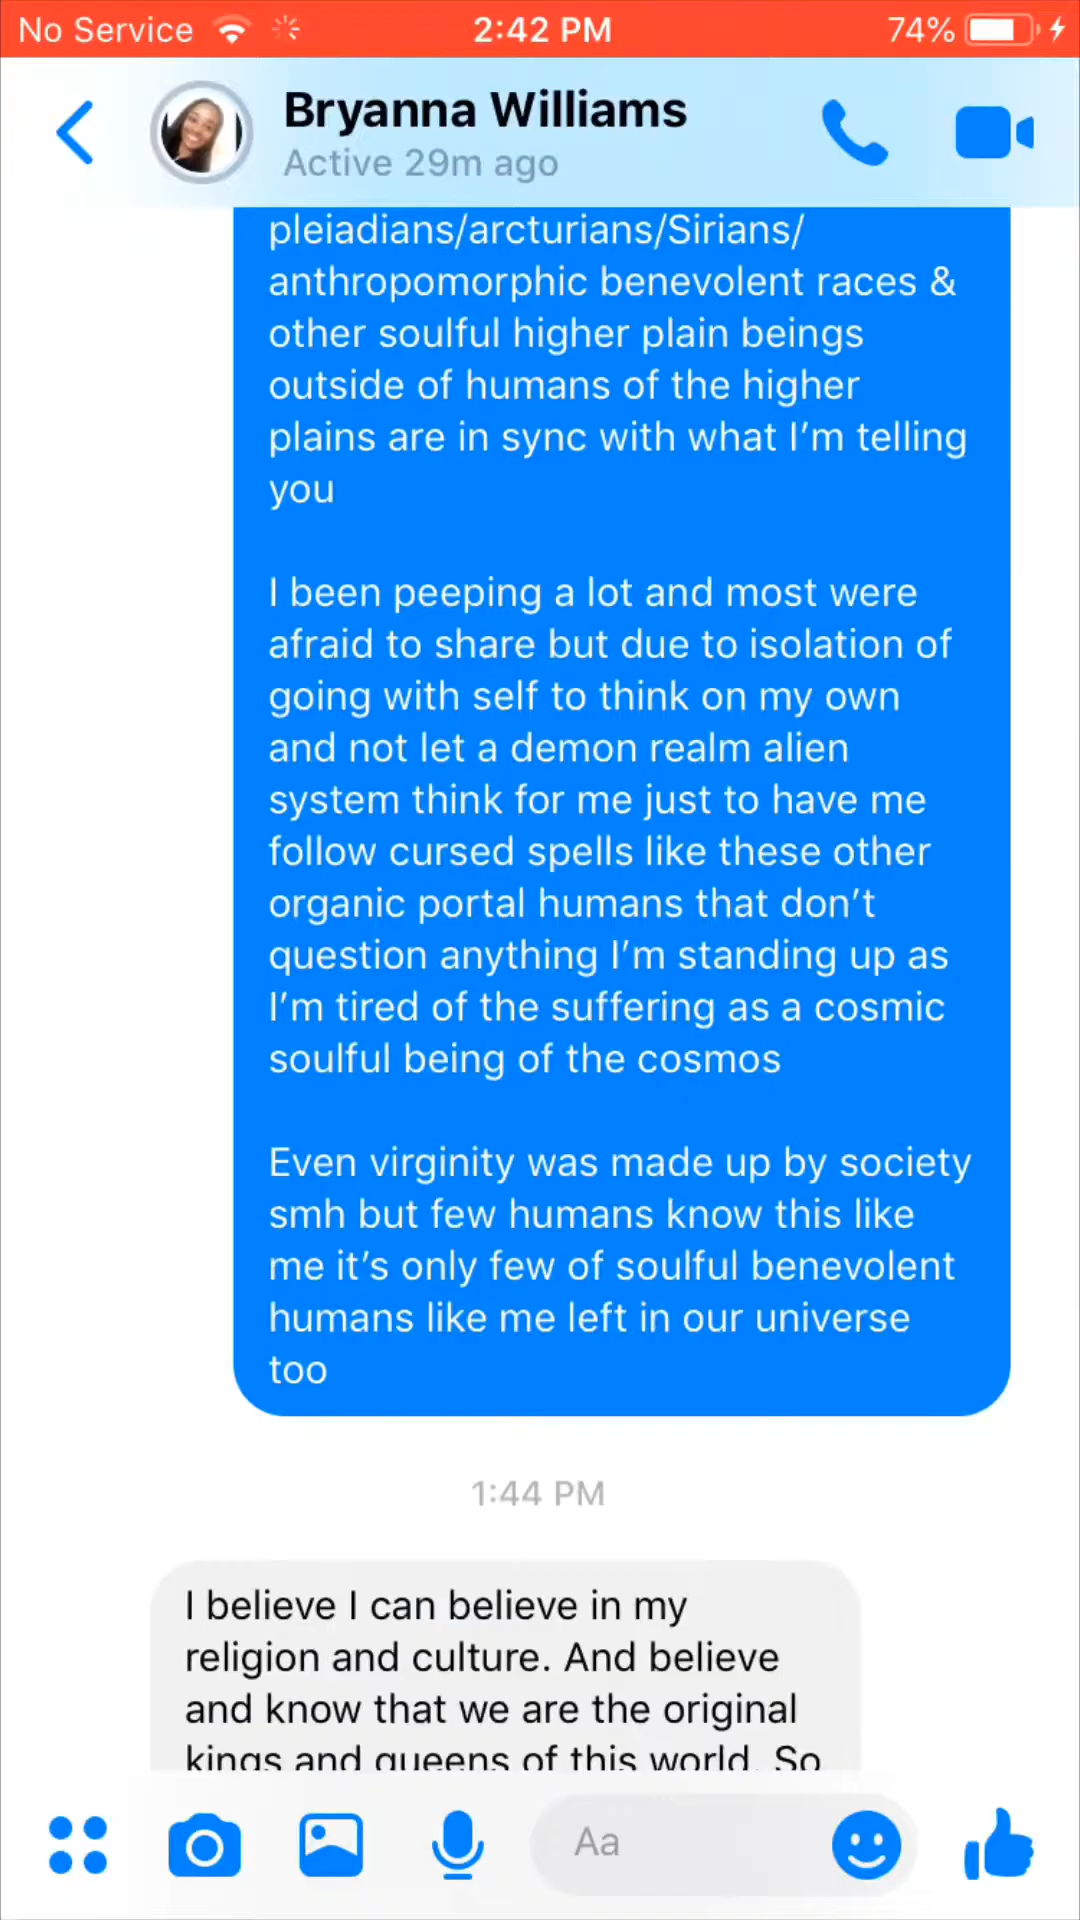 No Service
2:42 PM
74%
Bryanna Williams
Active 29m ago
pleiadians/arcturians/Sirians/
anthropomorphic benevolent races &
other soulful higher plain beings
outside of humans of the higher
plains are in sync with what I’m telling
you
I been peeping a lot and most were
afraid to share but due to isolation of
going with self to think on my own
and not let a demon realm alien
system think for me just to have me
follow cursed spells like these other
organic portal humans that don’t
question anything I’m standing up as
I’m tired of the suffering as a cosmic
soulful being of the cosmos
Even virginity was made up by society
smh but few humans know this like
me it’s only few of soulful benevolent
humans like me left in our universe
too
1:44 PM
I believe I can believe in my
religion and culture. And believe
and know that we are the original
kings and queens of this world. So
Aa